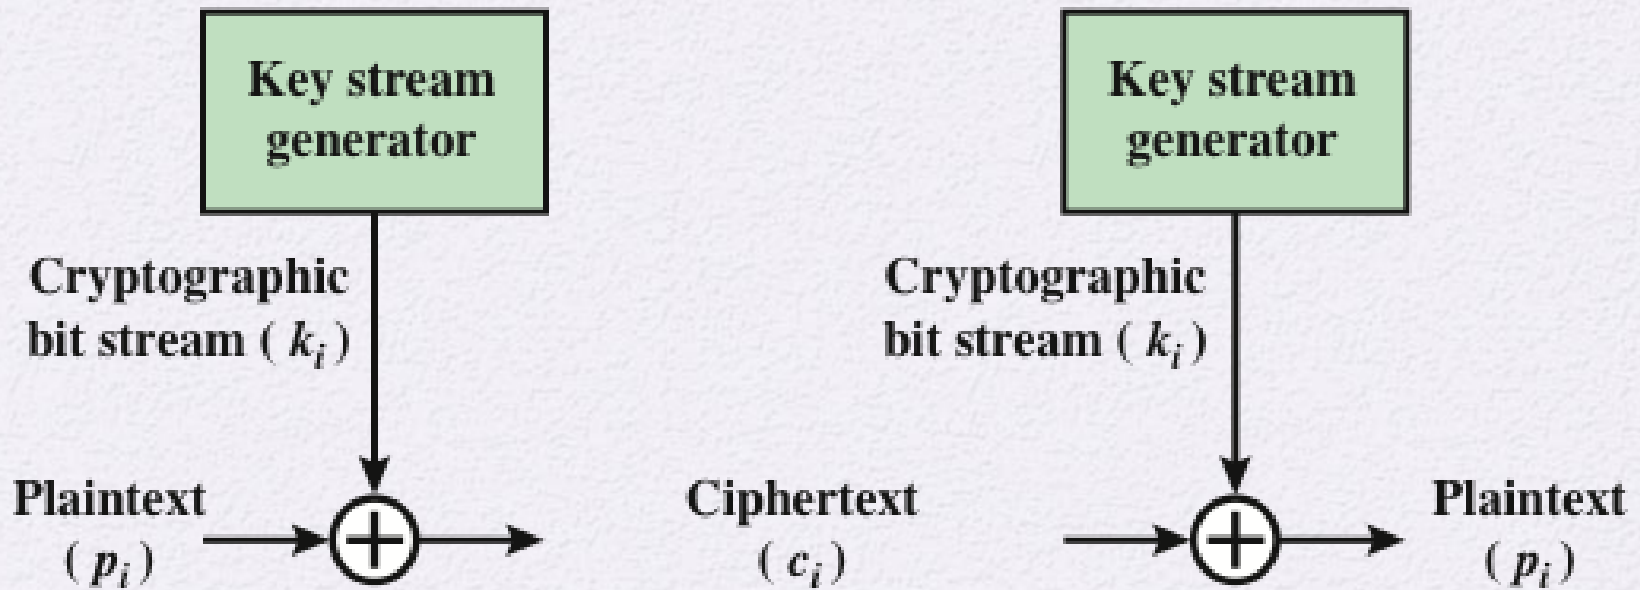 Key stream
generator
Key stream
generator
Cryptographic
bit stream ( kᵢ )
Cryptographic
bit stream ( kᵢ )
Plaintext
( pᵢ )
Ciphertext
( cᵢ )
Plaintext
( pᵢ )